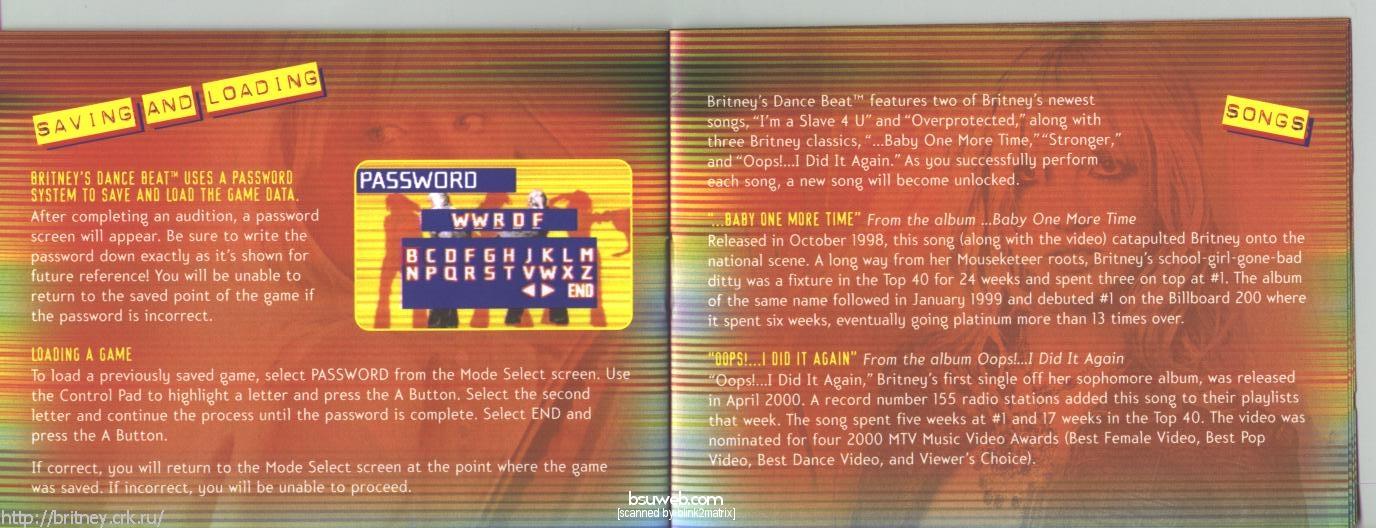 SAVING AND LOADING
BRITNEY'S DANCE BEAT™ USES A PASSWORD
SYSTEM TO SAVE AND LOAD THE GAME DATA.
After completing an audition, a password
screen will appear. Be sure to write the
password down exactly as it's shown for
future reference! You will be unable to
return to the saved point of the game if
the password is incorrect.
PASSWORD
WWRDF
BCDFGHJKLM
NPQRSTVWXZ
◀▶ END
LOADING A GAME
To load a previously saved game, select PASSWORD from the Mode Select screen. Use
the Control Pad to highlight a letter and press the A Button. Select the second
letter and continue the process until the password is complete. Select END and
press the A Button.
If correct, you will return to the Mode Select screen at the point where the game
was saved. If incorrect, you will be unable to proceed.
SONGS
Britney's Dance Beat™ features two of Britney's newest
songs, "I'm a Slave 4 U" and "Overprotected," along with
three Britney classics, "...Baby One More Time," "Stronger,"
and "Oops!...I Did It Again." As you successfully perform
each song, a new song will become unlocked.
"...BABY ONE MORE TIME" From the album ...Baby One More Time
Released in October 1998, this song (along with the video) catapulted Britney onto the
national scene. A long way from her Mouseketeer roots, Britney's school-girl-gone-bad
ditty was a fixture in the Top 40 for 24 weeks and spent three on top at #1. The album
of the same name followed in January 1999 and debuted #1 on the Billboard 200 where
it spent six weeks, eventually going platinum more than 13 times over.
"OOPS!...I DID IT AGAIN" From the album Oops!...I Did It Again
"Oops!...I Did It Again," Britney's first single off her sophomore album, was released
in April 2000. A record number 155 radio stations added this song to their playlists
that week. The song spent five weeks at #1 and 17 weeks in the Top 40. The video was
nominated for four 2000 MTV Music Video Awards (Best Female Video, Best Pop
Video, Best Dance Video, and Viewer's Choice).
bsuweb.com
[scanned by blink2matrix]
http://britney.crk.ru/